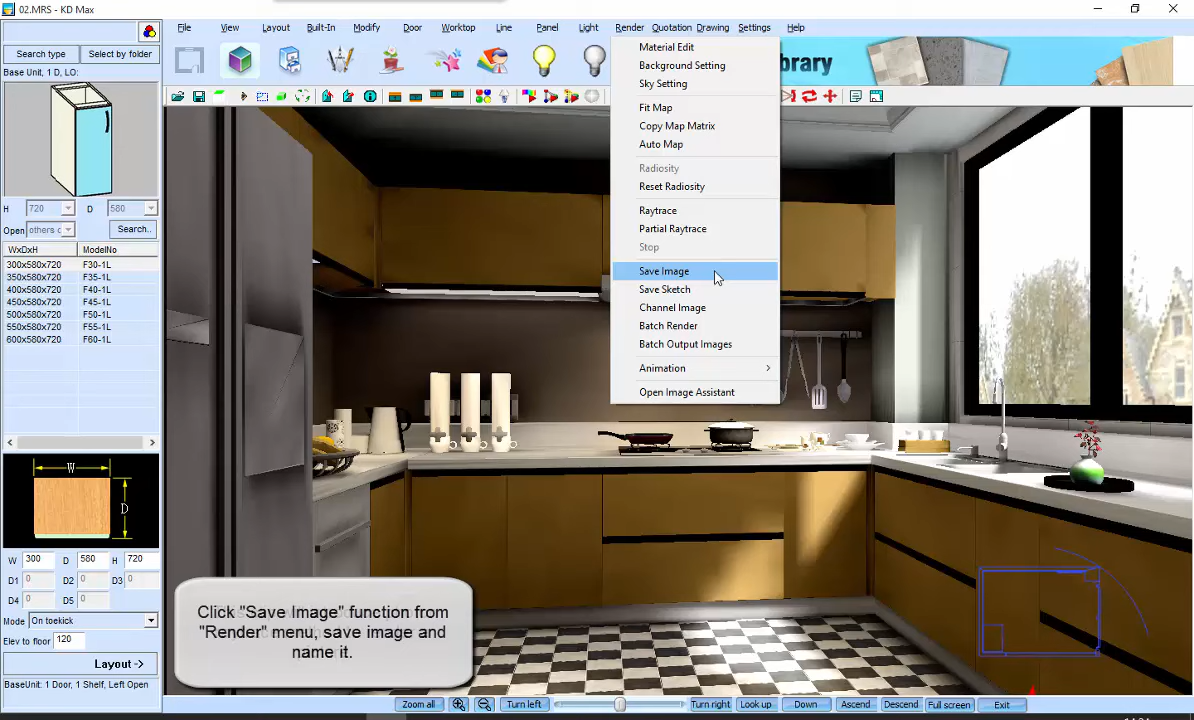 02.MRS - KD Max
File View Layout Built-In Modify Door Worktop Line Panel Light Render Quotation Drawing Settings Help
Search type Select by folder
Base Unit, 1 D, LO:
H 720 D 580
Open others Search..
WxDxH ModelNo
300x580x720 F30-1L
350x580x720 F35-1L
400x580x720 F40-1L
450x580x720 F45-1L
500x580x720 F50-1L
550x580x720 F55-1L
600x580x720 F60-1L
W
D
W 300 D 580 H 720
D1 0 D2 0 D3 0
D4 0 D5 0
Mode On toekick
Elev to floor 120
Layout ->
BaseUnit: 1 Door, 1 Shelf, Left Open
Material Edit
Background Setting
Sky Setting
Fit Map
Copy Map Matrix
Auto Map
Radiosity
Reset Radiosity
Raytrace
Partial Raytrace
Stop
Save Image
Save Sketch
Channel Image
Batch Render
Batch Output Images
Animation
Open Image Assistant
Click "Save Image" function from
"Render" menu, save image and
name it.
Zoom all Turn left Turn right Look up Down Ascend Descend Full screen Exit